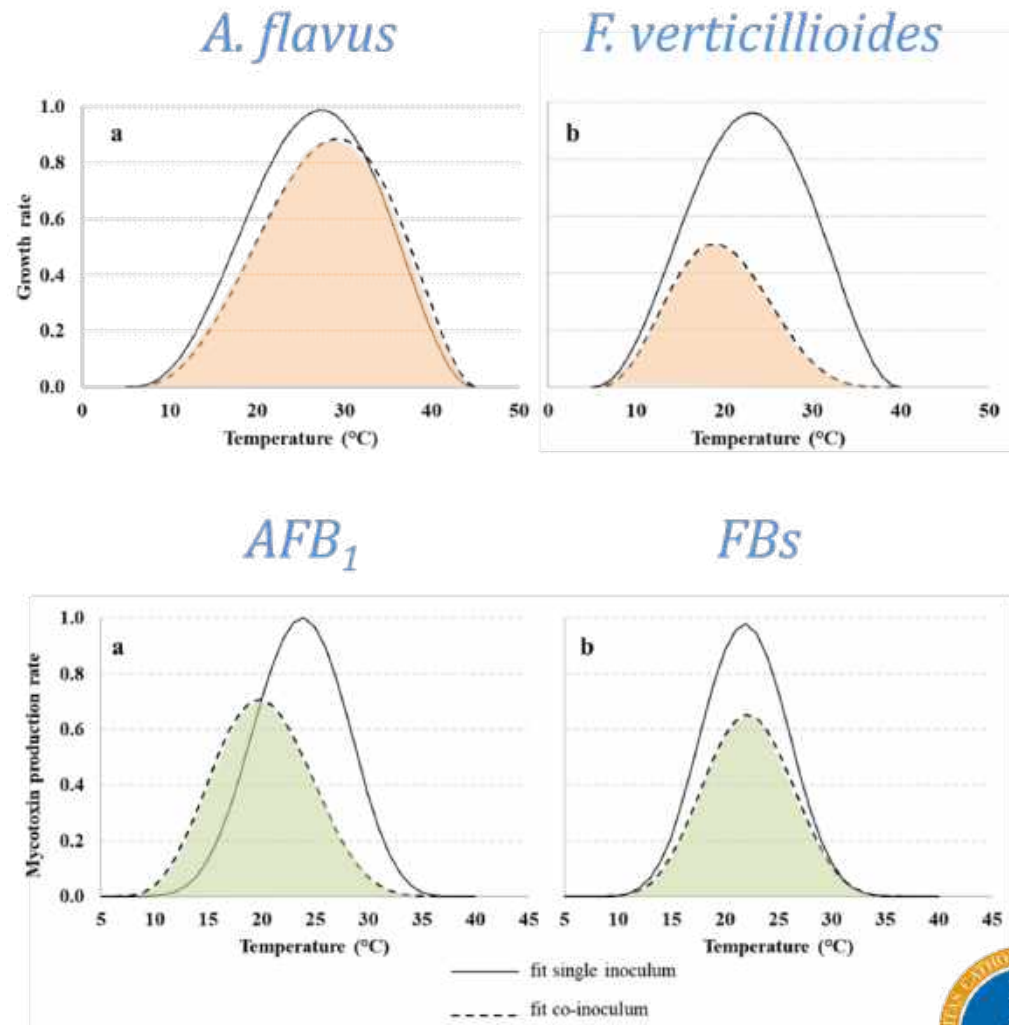 A. flavus
F. verticillioides
a
Growth rate
1.0
0.8
0.6
0.4
0.2
0.0
0 10 20 30 40 50
Temperature (°C)
b
0 10 20 30 40 50
Temperature (°C)
AFB1
FBs
a
Mycotoxin production rate
1.0
0.8
0.6
0.4
0.2
0.0
5 10 15 20 25 30 35 40 45
Temperature (°C)
b
5 10 15 20 25 30 35 40 45
Temperature (°C)
fit single inoculum
fit co-inoculum